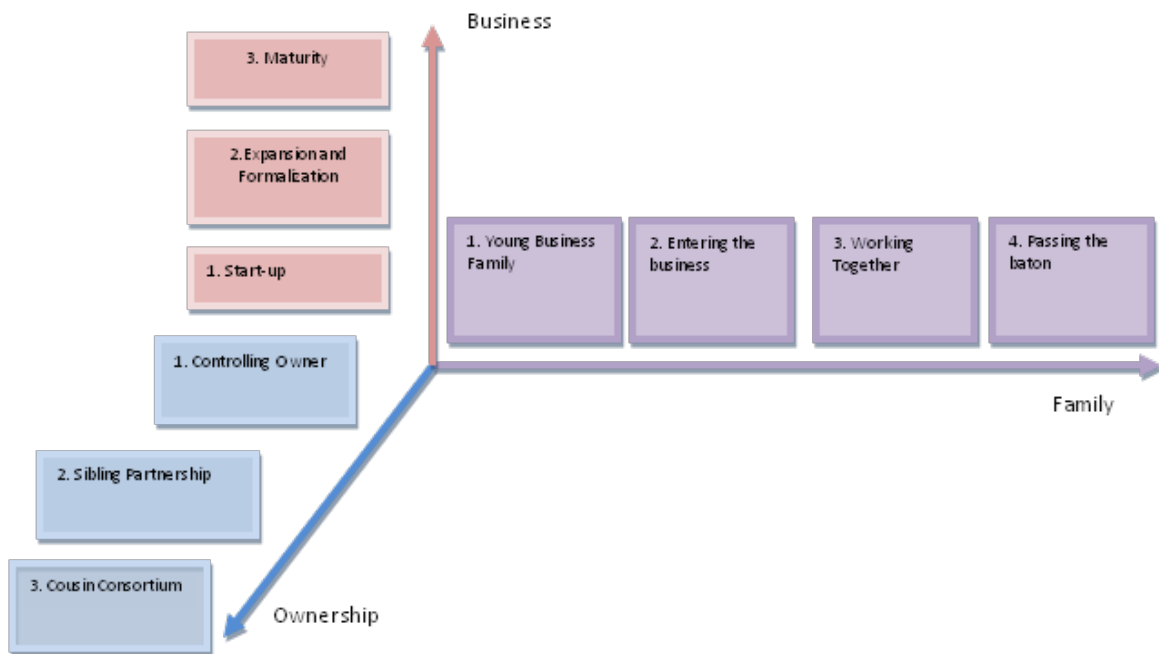 Business
3. Maturity
2.Expansion and
Formalization
1. Start-up
1. Young Business
Family
2. Entering the
business
3. Working
Together
4. Passing the
baton
1. Controlling Owner
Family
2. Sibling Partnership
3. Cousin Consortium
Ownership